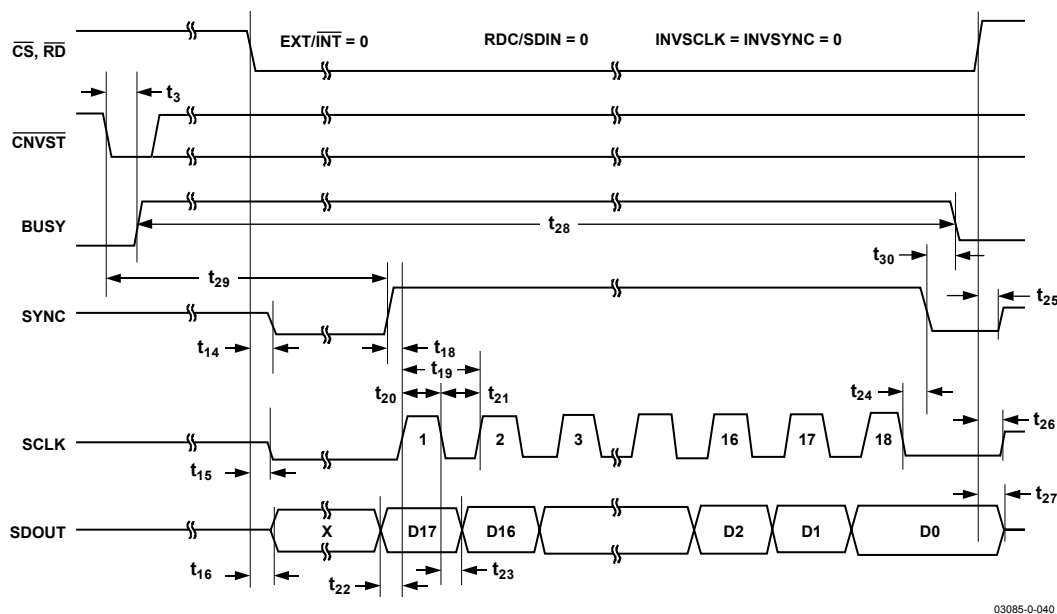 EXT/INT = 0 RDC/SDIN = 0 INVSCLK = INVSYNC = 0
CS, RD
t3
CNVST
BUSY
t28
t30
t29
t25
SYNC
t14
t18
t19
t20
t21
t24
t26
SCLK
1 2 3 16 17 18
t15
t27
SDOUT
X D17 D16 D2 D1 D0
t16
t22
t23
03085-0-040